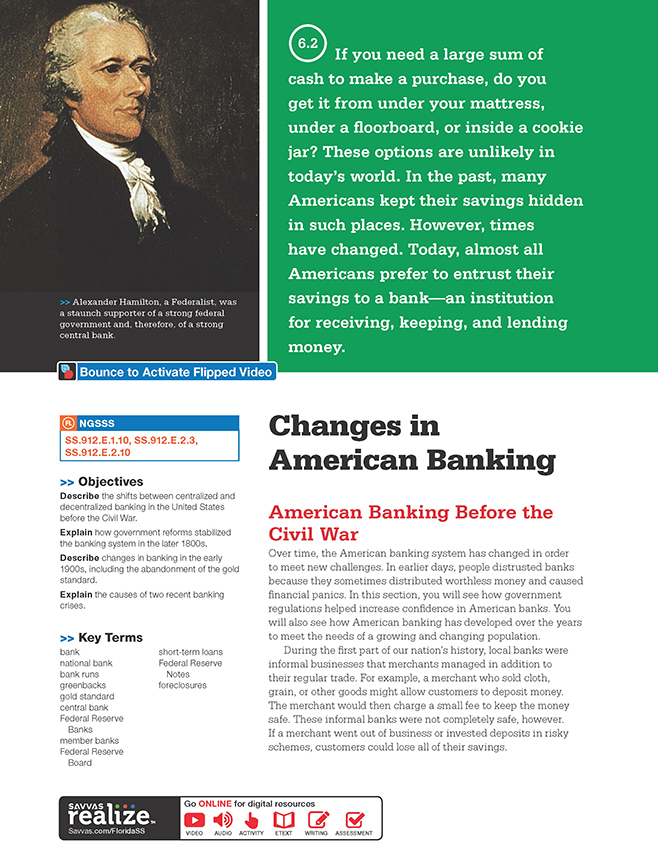 6.2
If you need a large sum of
cash to make a purchase, do you
get it from under your mattress,
under a floorboard, or inside a cookie
jar? These options are unlikely in
today's world. In the past, many
Americans kept their savings hidden
in such places. However, times
have changed. Today, almost all
Americans prefer to entrust their
savings to a bank—an institution
for receiving, keeping, and lending
money.
>> Alexander Hamilton, a Federalist, was
a staunch supporter of a strong federal
government and, therefore, of a strong
central bank.
Bounce to Activate Flipped Video
FL NGSSS
SS.912.E.1.10, SS.912.E.2.3,
SS.912.E.2.10
>> Objectives
Describe the shifts between centralized and
decentralized banking in the United States
before the Civil War.
Explain how government reforms stabilized
the banking system in the later 1800s.
Describe changes in banking in the early
1900s, including the abandonment of the gold
standard.
Explain the causes of two recent banking
crises.
>> Key Terms
bank
national bank
bank runs
greenbacks
gold standard
central bank
Federal Reserve
Banks
member banks
Federal Reserve
Board
short-term loans
Federal Reserve
Notes
foreclosures
Changes in
American Banking
American Banking Before the
Civil War
Over time, the American banking system has changed in order
to meet new challenges. In earlier days, people distrusted banks
because they sometimes distributed worthless money and caused
financial panics. In this section, you will see how government
regulations helped increase confidence in American banks. You
will also see how American banking has developed over the years
to meet the needs of a growing and changing population.
During the first part of our nation's history, local banks were
informal businesses that merchants managed in addition to
their regular trade. For example, a merchant who sold cloth,
grain, or other goods might allow customers to deposit money.
The merchant would then charge a small fee to keep the money
safe. These informal banks were not completely safe, however.
If a merchant went out of business or invested deposits in risky
schemes, customers could lose all of their savings.
SAVVAS
realize™
Savvas.com/FloridaSS
Go ONLINE for digital resources
VIDEO AUDIO ACTIVITY ETEXT WRITING ASSESSMENT